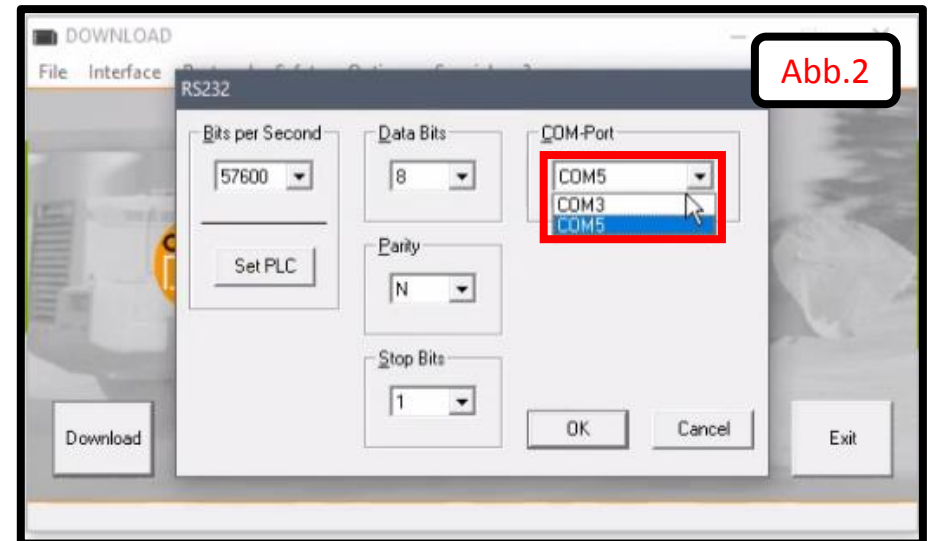 DOWNLOAD
File Interface
Abb.2
RS232
Bits per Second
57600
Set PLC
Data Bits
8
Parity
N
Stop Bits
1
COM-Port
COM5
COM3
COM5
OK
Cancel
Download
Exit